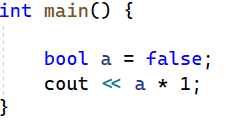 int main() {
bool a = false;
cout << a * 1;
}